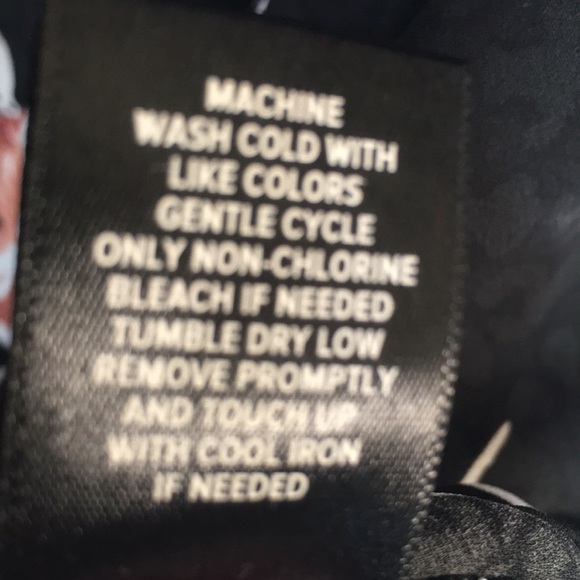 MACHINE
WASH COLD WITH
LIKE COLORS
GENTLE CYCLE
ONLY NON-CHLORINE
BLEACH IF NEEDED
TUMBLE DRY LOW
REMOVE PROMPTLY
AND TOUCH UP
WITH COOL IRON
IF NEEDED